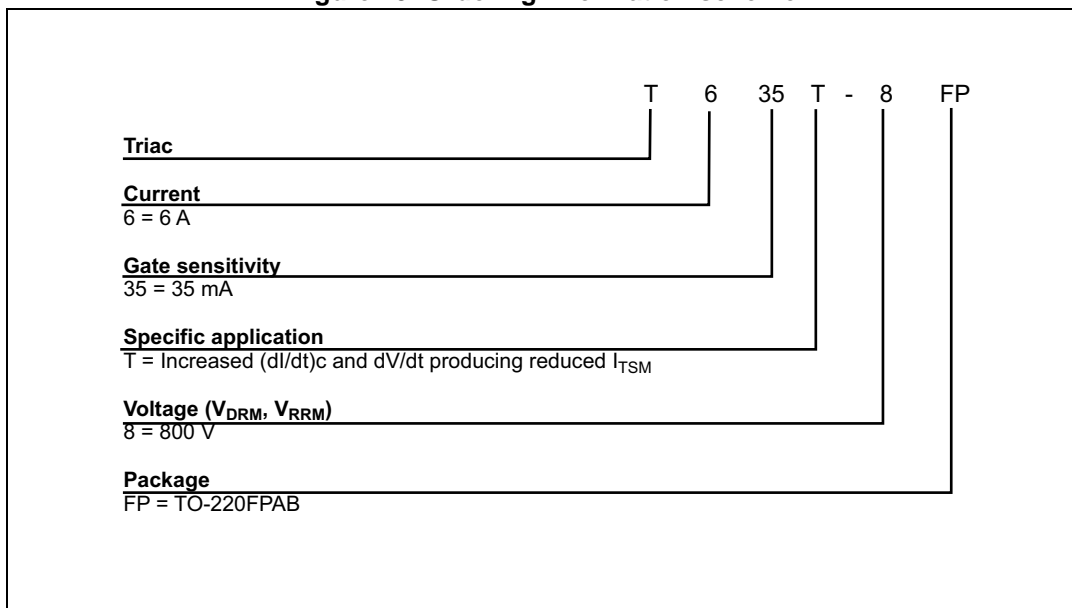 T 6 35 T - 8 FP
Triac
Current
6 = 6 A
Gate sensitivity
35 = 35 mA
Specific application
T = Increased (dI/dt)c and dV/dt producing reduced ITSM
Voltage (VDRM, VRRM)
8 = 800 V
Package
FP = TO-220FPAB